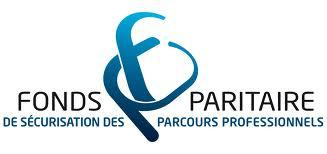 FONDS PARITAIRE
DE SÉCURISATION DES PARCOURS PROFESSIONNELS